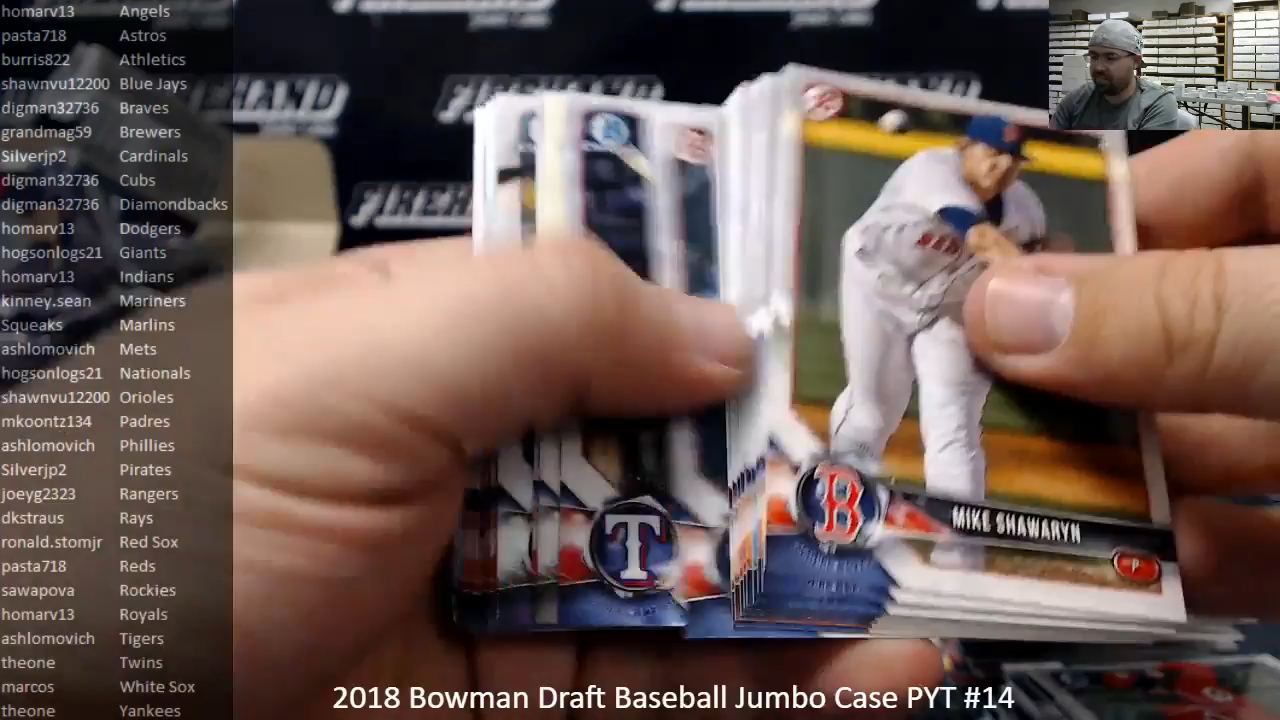 homarv13 Angels
pasta718 Astros
burris822 Athletics
shawnvu12200 Blue Jays
digman32736 Braves
grandmag59 Brewers
Silverjp2 Cardinals
digman32736 Cubs
digman32736 Diamondbacks
homarv13 Dodgers
hogsonlogs21 Giants
homarv13 Indians
kinney.sean Mariners
Squeaks Marlins
ashlomovich Mets
hogsonlogs21 Nationals
shawnvu12200 Orioles
mkoontz134 Padres
ashlomovich Phillies
Silverjp2 Pirates
joeyg2323 Rangers
dkstraus Rays
ronald.stomjr Red Sox
pasta718 Reds
sawapova Rockies
homarv13 Royals
ashlomovich Tigers
theone Twins
marcos White Sox
theone Yankees
FIREHAND
T
B
MIKE SHAWARYN
P
2018 Bowman Draft Baseball Jumbo Case PYT #14